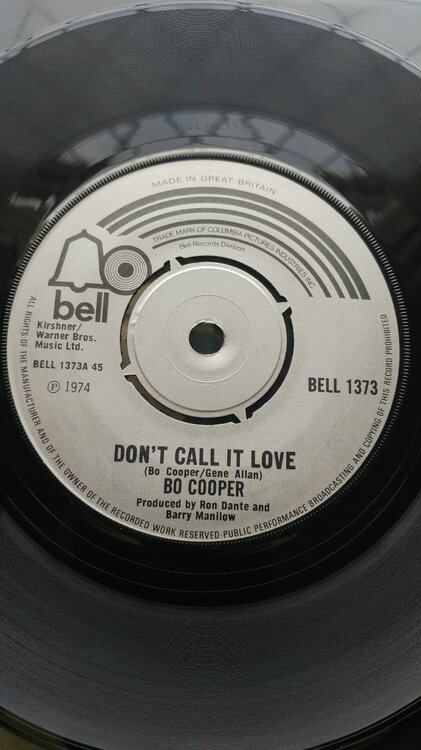 MADE IN GREAT BRITAIN
TRADE MARK OF COLUMBIA PICTURES INDUSTRIES INC.
Bell Records Division
bell
Kirshner/
Warner Bros.
Music Ltd.
BELL 1373A 45
Ⓟ 1974
BELL 1373
DON'T CALL IT LOVE
(Bo Cooper/Gene Allan)
BO COOPER
Produced by Ron Dante and
Barry Manilow
ALL RIGHTS OF THE MANUFACTURER AND OF THE OWNER OF THE RECORDED WORK RESERVED·PUBLIC PERFORMANCE BROADCASTING AND COPYING OF THIS RECORD PROHIBITED